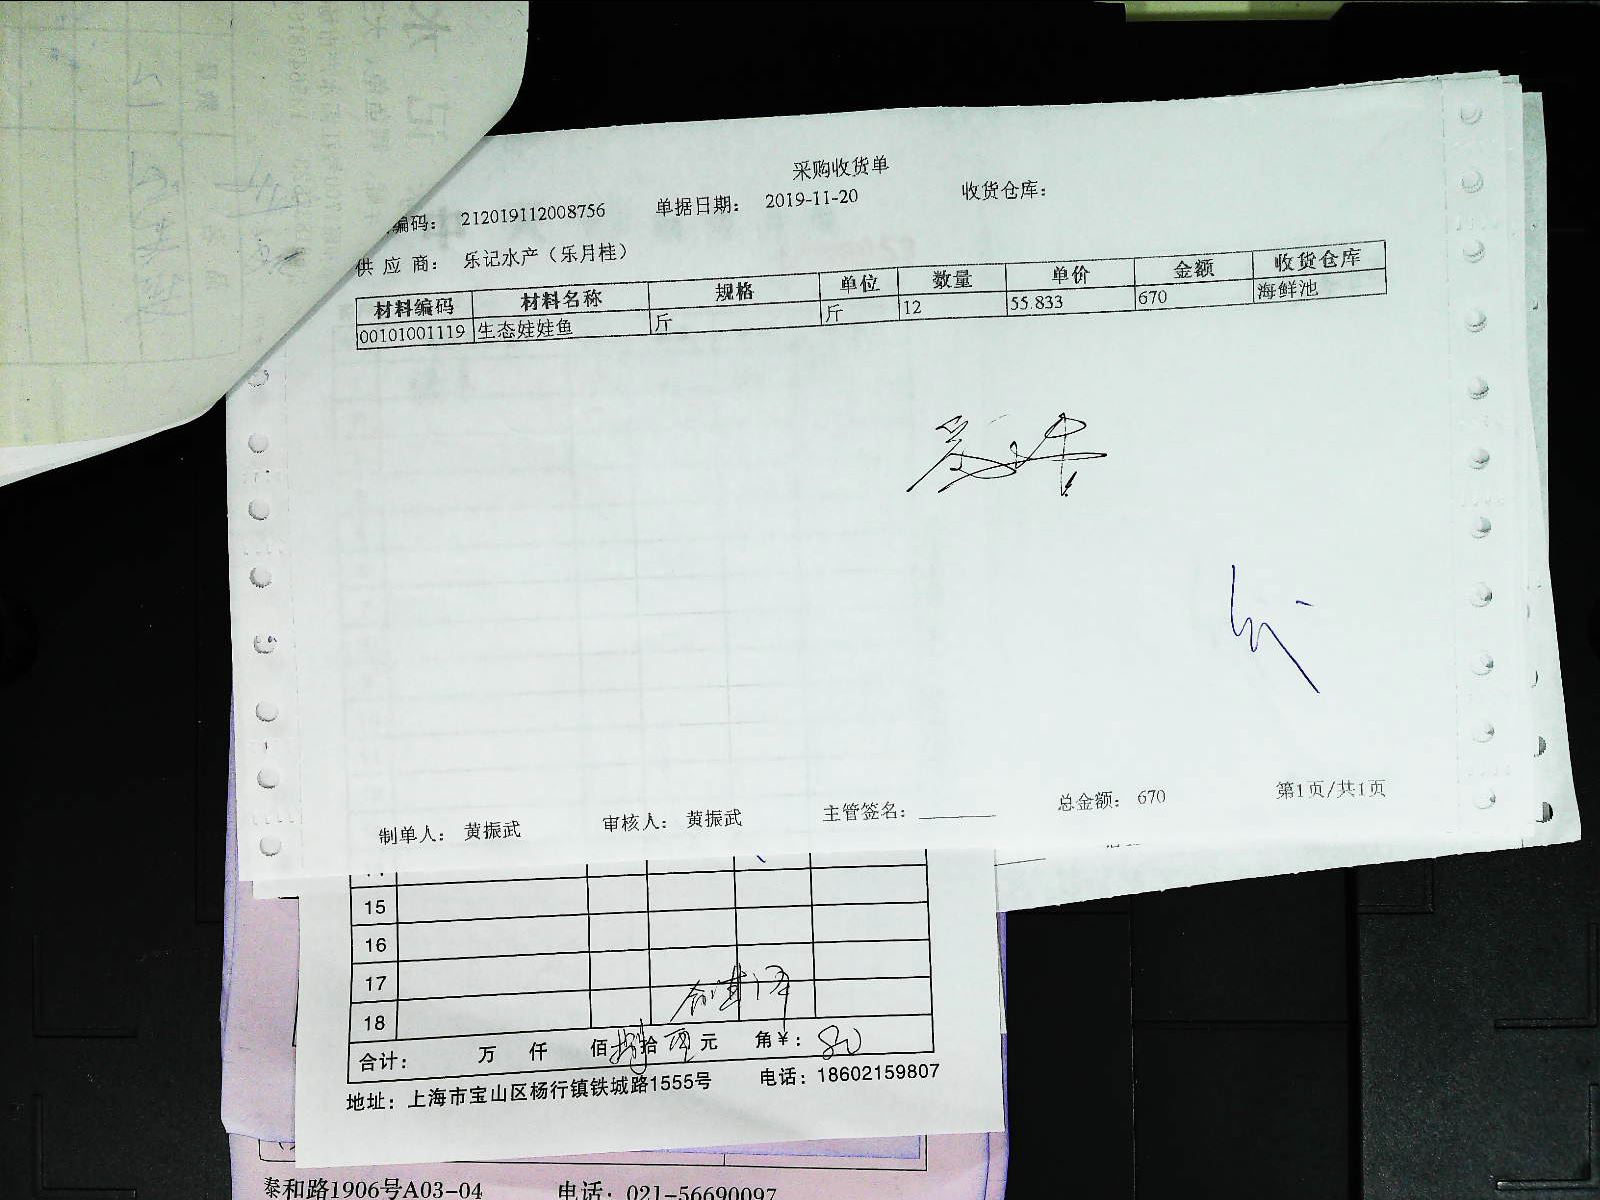 采购收货单
编码： 212019112008756 单据日期： 2019-11-20 收货仓库：
供 应 商： 乐记水产（乐月桂）
材料编码 材料名称 规格 单位 数量 单价 金额 收货仓库
00101001119 生态娃娃鱼 斤 斤 12 55.833 670 海鲜池
制单人： 黄振武 审核人： 黄振武 主管签名： 总金额： 670 第1页/共1页
15
16
17
18
合计： 万 仟 佰 捌拾 元 角￥： 80
地址：上海市宝山区杨行镇铁城路1555号 电话：18602159807
泰和路1906号A03-04 电话：021-56690097